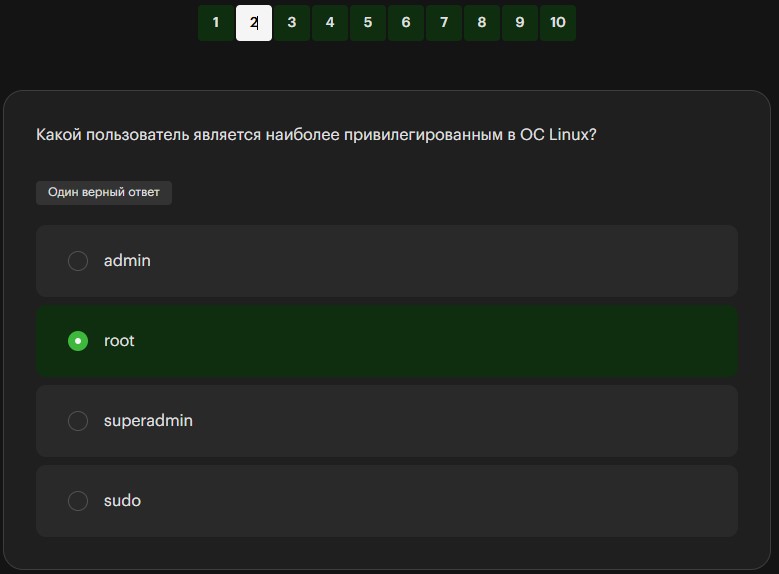 1 2 3 4 5 6 7 8 9 10
Какой пользователь является наиболее привилегированным в ОС Linux?
Один верный ответ
admin
root
superadmin
sudo